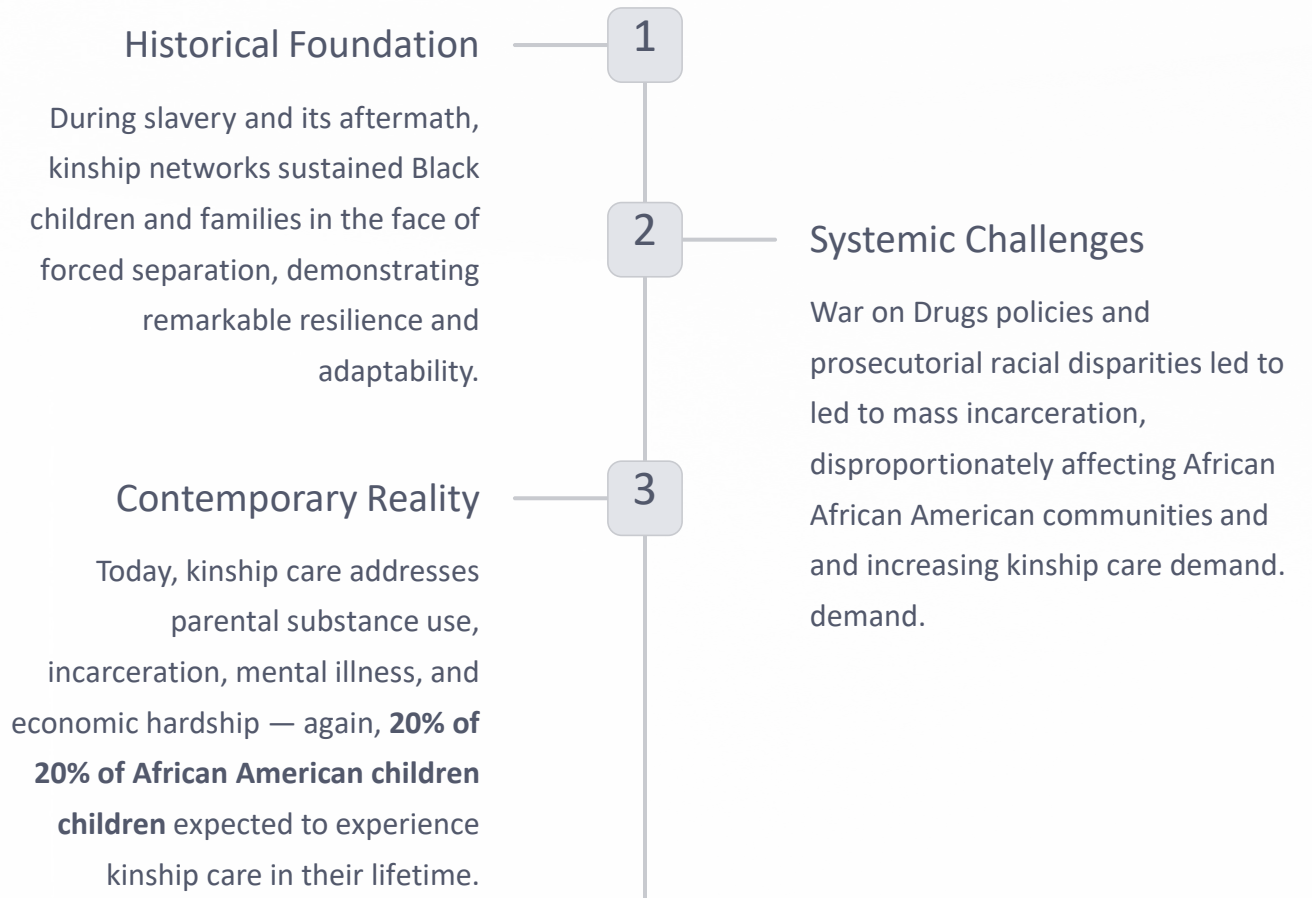 Historical Foundation
1
During slavery and its aftermath,
kinship networks sustained Black
children and families in the face of
forced separation, demonstrating
remarkable resilience and
adaptability.
2
Systemic Challenges
War on Drugs policies and
prosecutorial racial disparities led to
led to mass incarceration,
disproportionately affecting African
African American communities and
and increasing kinship care demand.
demand.
Contemporary Reality
3
Today, kinship care addresses
parental substance use,
incarceration, mental illness, and
economic hardship — again, 20% of
20% of African American children
children expected to experience
kinship care in their lifetime.